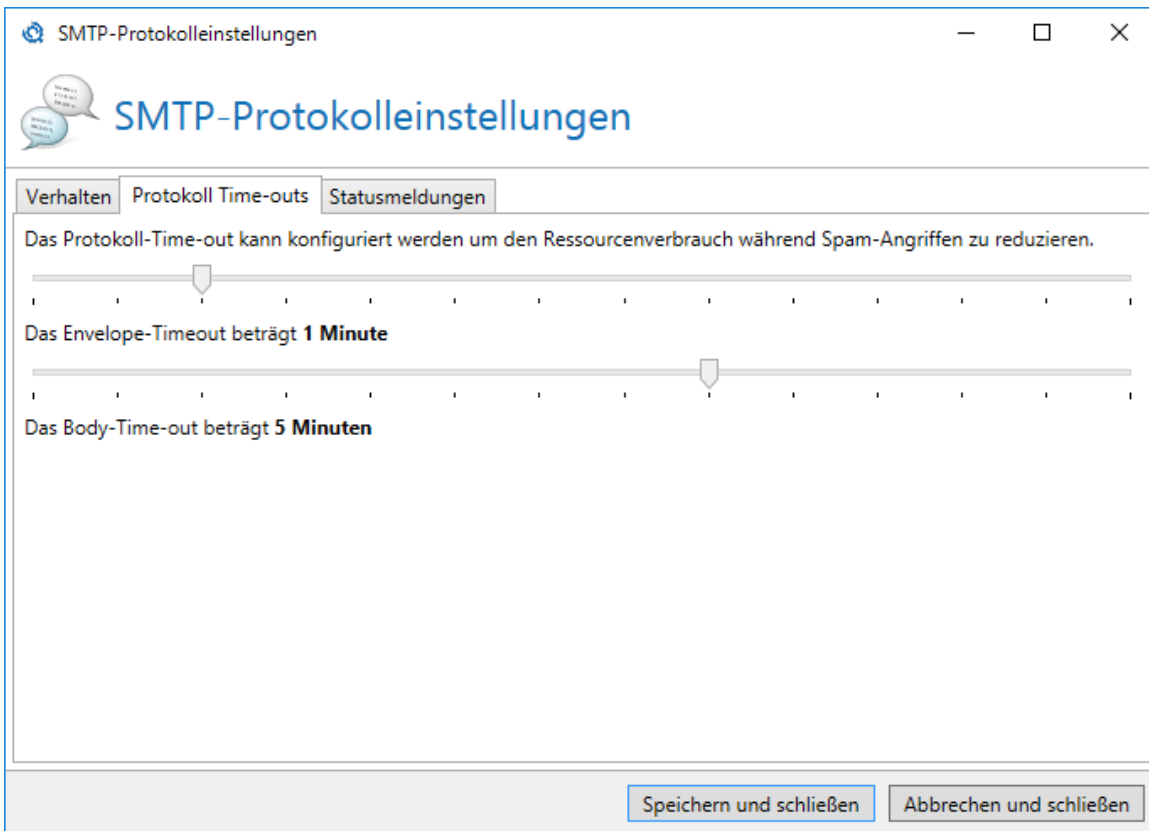 SMTP-Protokolleinstellungen
SMTP-Protokolleinstellungen
Verhalten Protokoll Time-outs Statusmeldungen
Das Protokoll-Time-out kann konfiguriert werden um den Ressourcenverbrauch während Spam-Angriffen zu reduzieren.
Das Envelope-Timeout beträgt 1 Minute
Das Body-Time-out beträgt 5 Minuten
Speichern und schließen Abbrechen und schließen